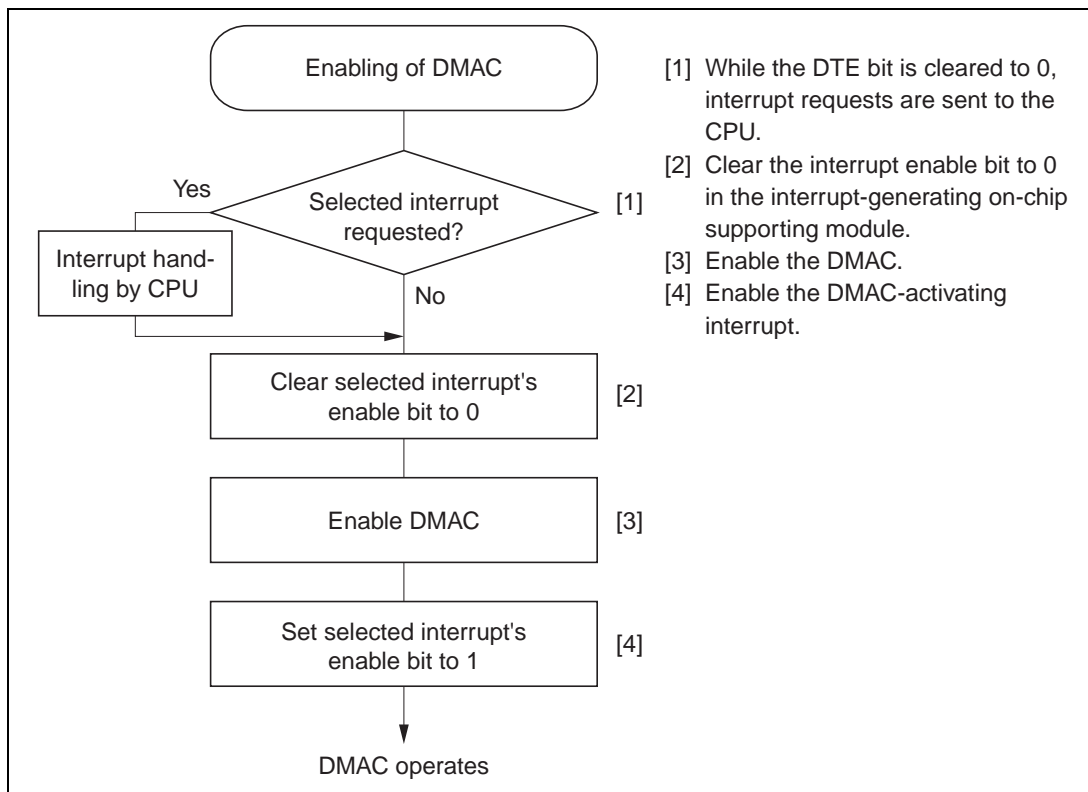 Enabling of DMAC
Yes
Selected interrupt
requested?
[1]
Interrupt hand-
ling by CPU
No
Clear selected interrupt's
enable bit to 0
[2]
Enable DMAC
[3]
Set selected interrupt's
enable bit to 1
[4]
DMAC operates
[1] While the DTE bit is cleared to 0,
interrupt requests are sent to the
CPU.
[2] Clear the interrupt enable bit to 0
in the interrupt-generating on-chip
supporting module.
[3] Enable the DMAC.
[4] Enable the DMAC-activating
interrupt.